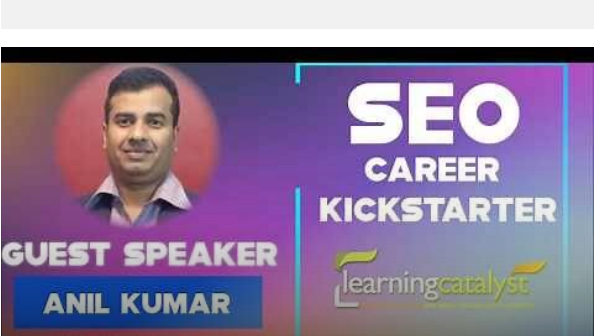 GUEST SPEAKER
ANIL KUMAR
SEO
CAREER
KICKSTARTER
learningcatalyst